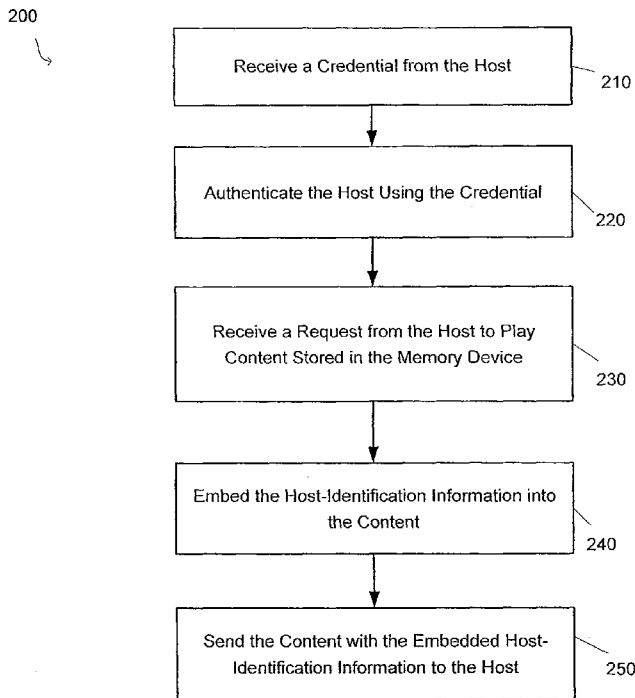 200
Receive a Credential from the Host
210
Authenticate the Host Using the Credential
220
Receive a Request from the Host to Play
Content Stored in the Memory Device
230
Embed the Host-Identification Information into
the Content
240
Send the Content with the Embedded Host-
Identification Information to the Host
250